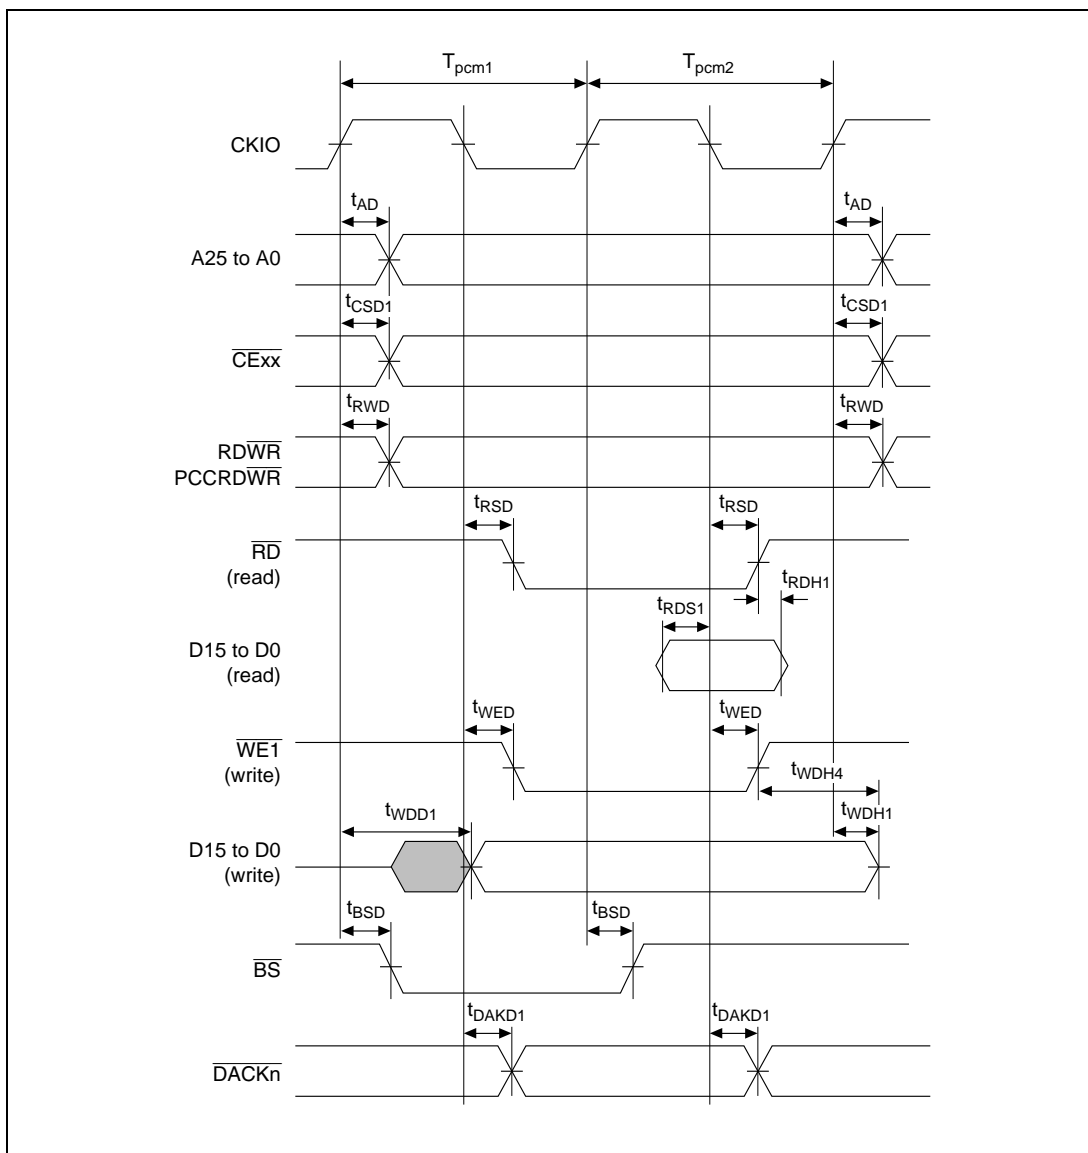 Tpcm1 Tpcm2
CKIO
tAD tAD
A25 to A0
tCSD1 tCSD1
CExx
tRWD tRWD
RDWR
PCCRDWR
tRSD tRSD
RD
(read)
tRDH1
tRDS1
D15 to D0
(read)
tWED tWED
WE1
(write)
tWDH4
tWDD1 tWDH1
D15 to D0
(write)
tBSD tBSD
BS
tDAKD1 tDAKD1
DACKn